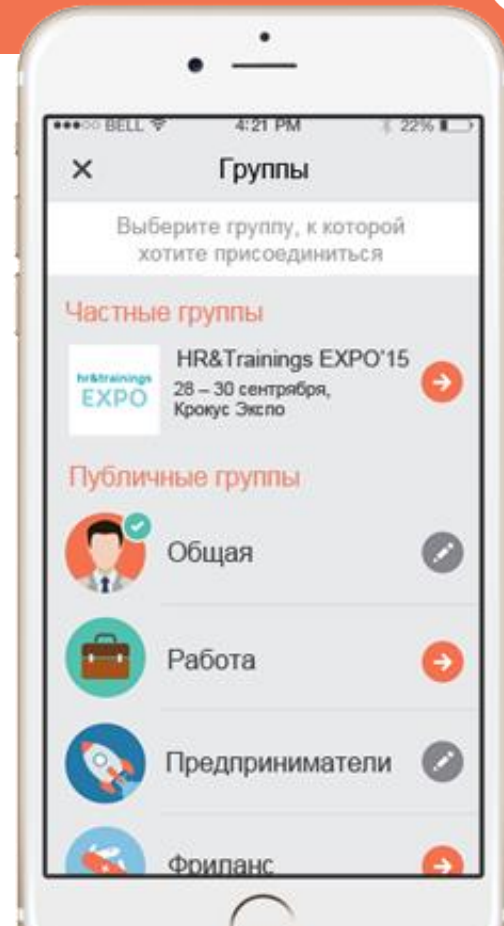 BELL 4:21 PM 22%
Группы
Выберите группу, к которой
хотите присоединиться
Частные группы
hr&trainings
EXPO
HR&Trainings EXPO'15
28 – 30 сентрября,
Крокус Экспо
Публичные группы
Общая
Работа
Предприниматели
Фриланс